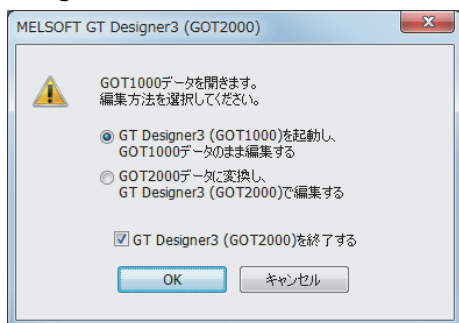 MELSOFT GT Designer3 (GOT2000)
GOT1000データを開きます。
編集方法を選択してください。
GT Designer3 (GOT1000)を起動し、
GOT1000データのまま編集する
GOT2000データに変換し、
GT Designer3 (GOT2000)で編集する
GT Designer3 (GOT2000)を終了する
OK
キャンセル